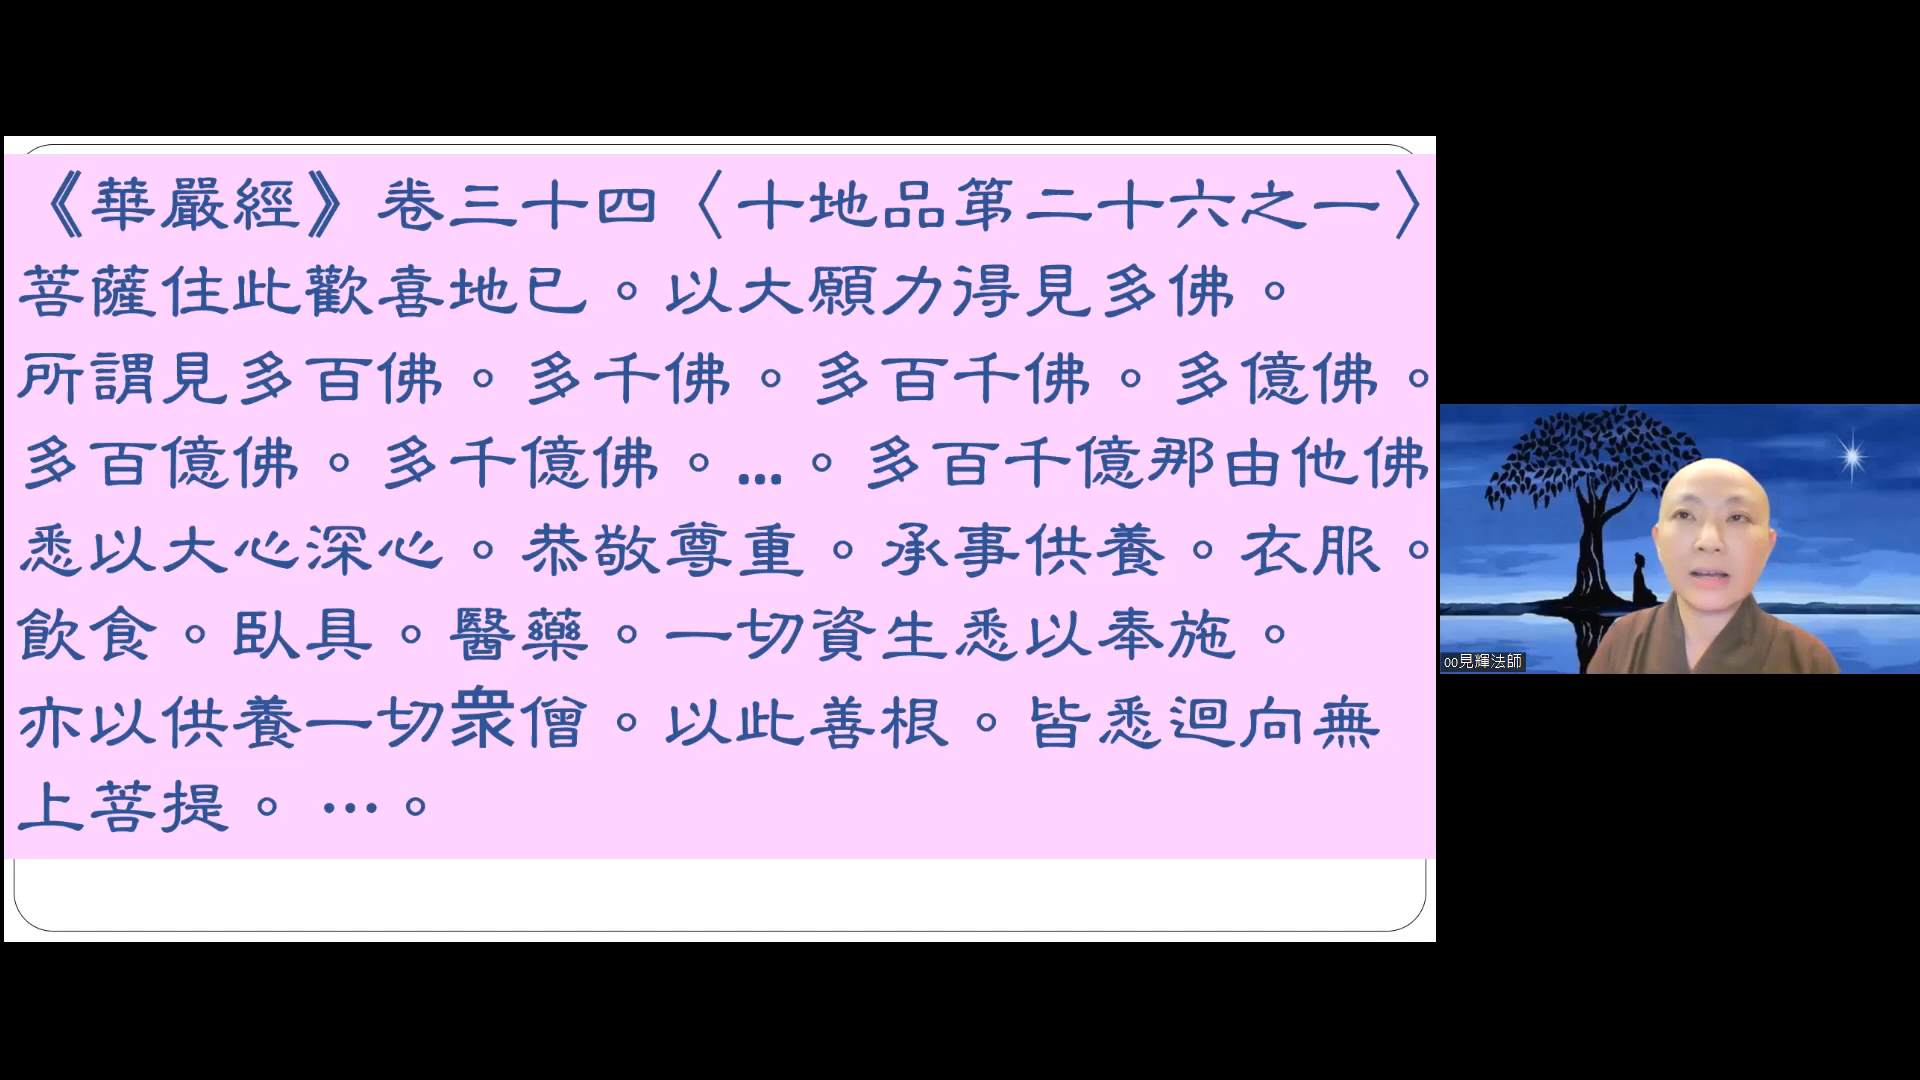 《華嚴經》卷三十四〈十地品第二十六之一〉
菩薩住此歡喜地已。以大願力得見多佛。
所謂見多百佛。多千佛。多百千佛。多億佛。
多百億佛。多千億佛。...。多百千億那由他佛
悉以大心深心。恭敬尊重。承事供養。衣服。
飲食。臥具。醫藥。一切資生悉以奉施。
亦以供養一切眾僧。以此善根。皆悉迴向無
上菩提。 …。
oo見輝法師